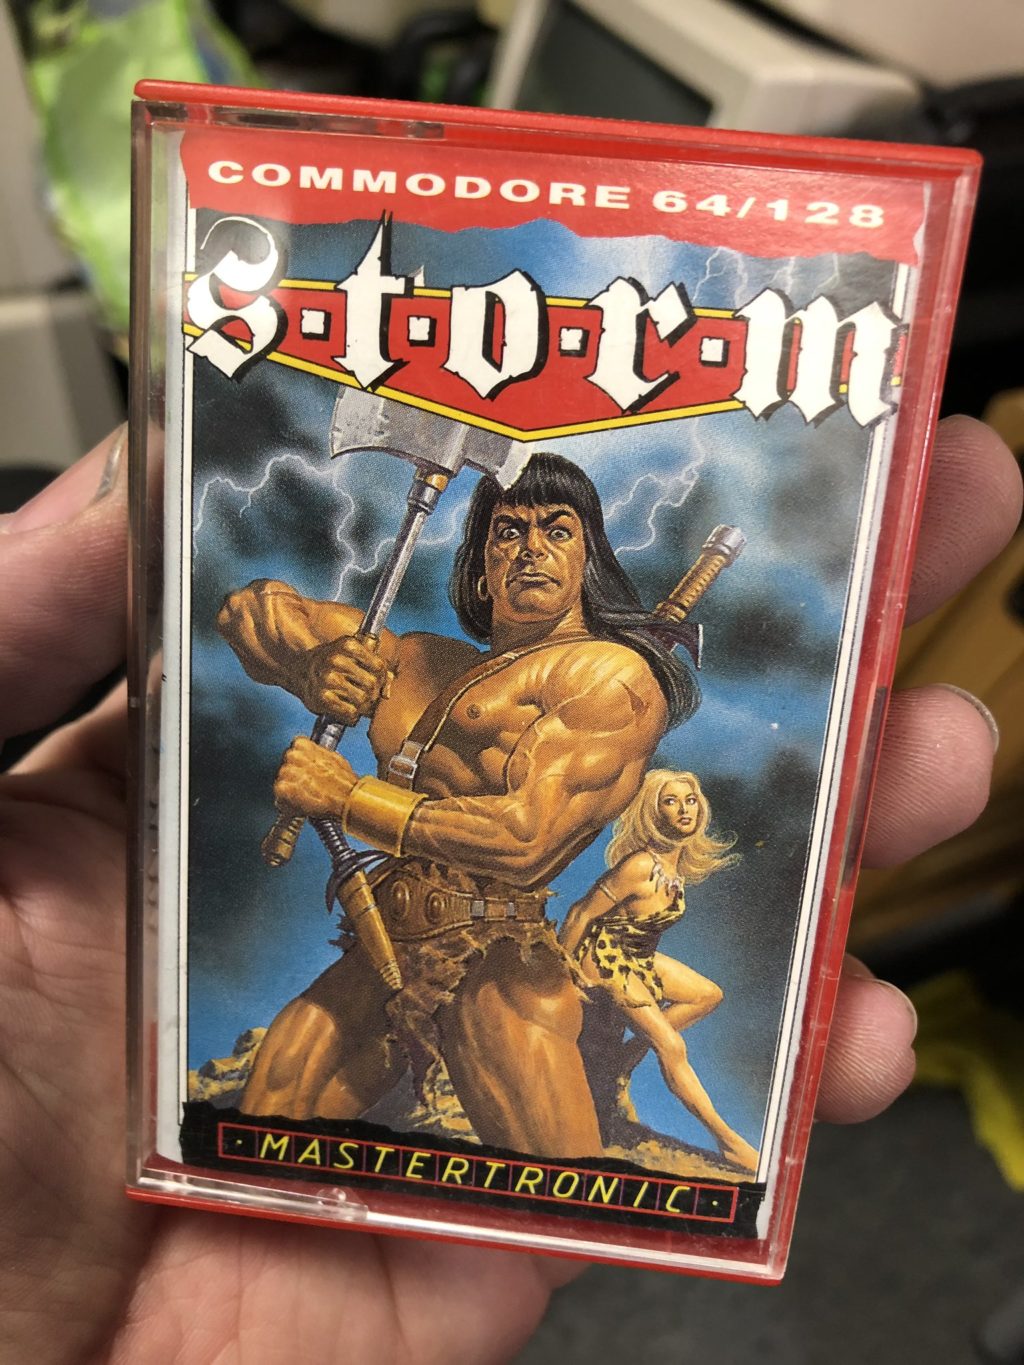 COMMODORE 64/128
s·t·o·r·m
·MASTERTRONIC·